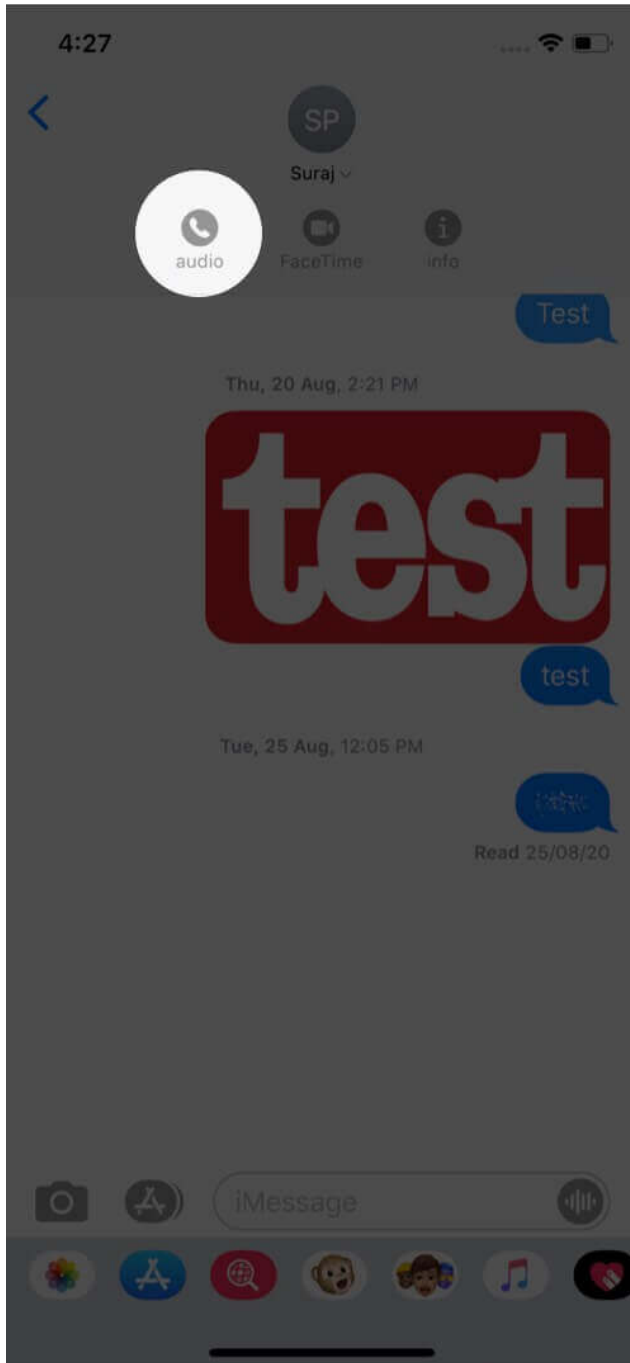 4:27
SP
Suraj
audio FaceTime info
Test
Thu, 20 Aug, 2:21 PM
test
test
Tue, 25 Aug, 12:05 PM
Read 25/08/20
iMessage